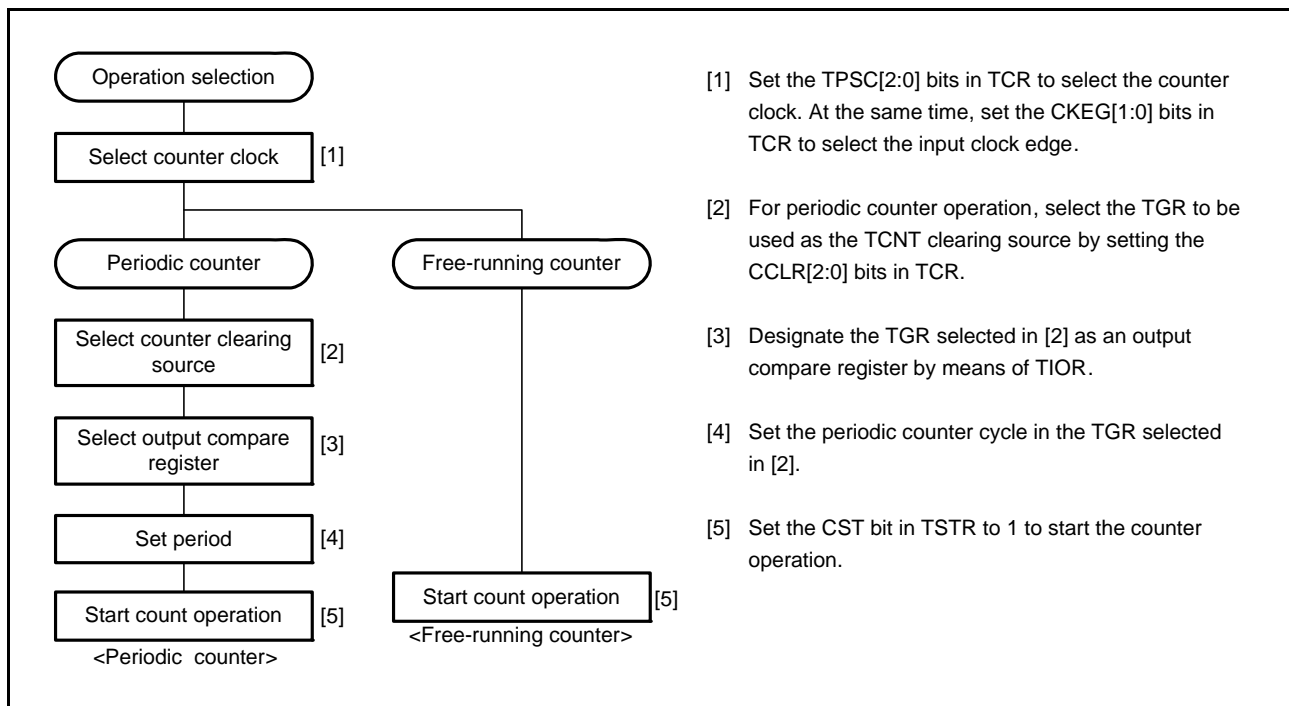 Operation selection
Select counter clock
[1]
Periodic counter
Free-running counter
Select counter clearing
source
[2]
Select output compare
register
[3]
Set period
[4]
Start count operation
[5]
<Periodic counter>
Start count operation
[5]
<Free-running counter>
[1] Set the TPSC[2:0] bits in TCR to select the counter
clock. At the same time, set the CKEG[1:0] bits in
TCR to select the input clock edge.
[2] For periodic counter operation, select the TGR to be
used as the TCNT clearing source by setting the
CCLR[2:0] bits in TCR.
[3] Designate the TGR selected in [2] as an output
compare register by means of TIOR.
[4] Set the periodic counter cycle in the TGR selected
in [2].
[5] Set the CST bit in TSTR to 1 to start the counter
operation.